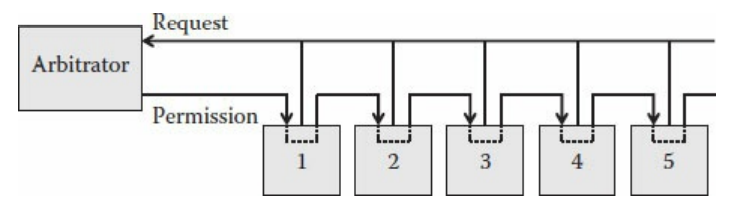 Request
Arbitrator
Permission
1 2 3 4 5